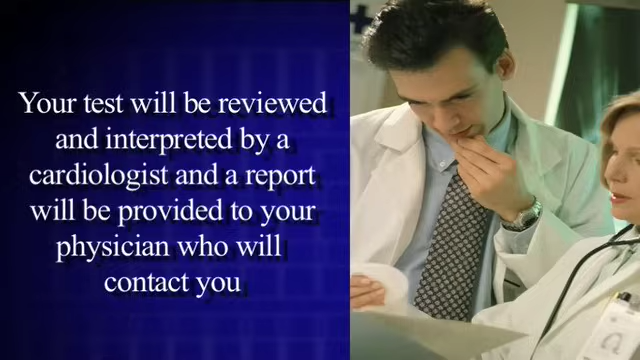 Your test will be reviewed
and interpreted by a
cardiologist and a report
will be provided to your
physician who will
contact you